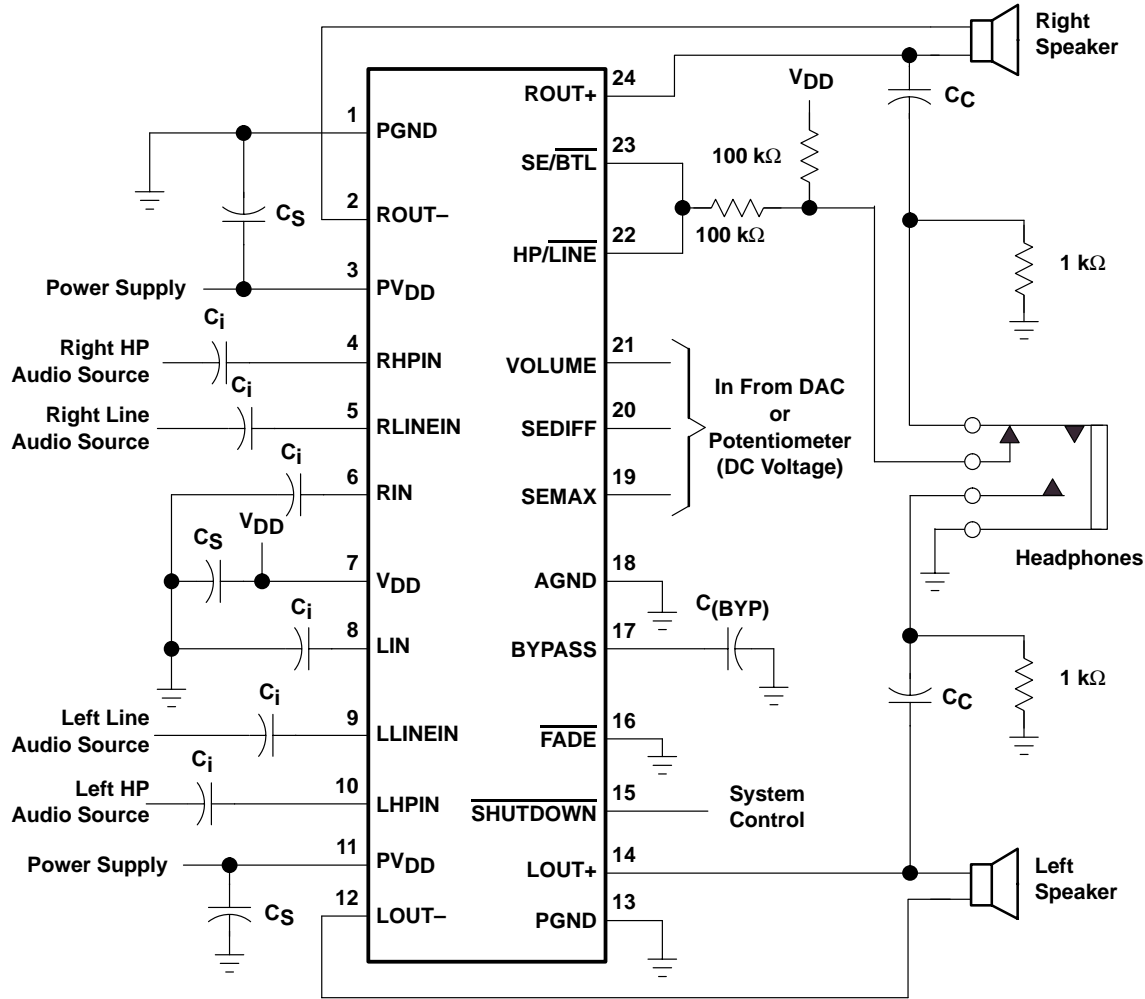 Right
Speaker
VDD
CC
100 kΩ
100 kΩ
1 kΩ
24
ROUT+
1
PGND
23
SE/BTL
2
ROUT–
CS
22
HP/LINE
3
PVDD
Power Supply
Ci
Right HP
Audio Source
4
RHPIN
21
VOLUME
In From DAC
or
Potentiometer
(DC Voltage)
Ci
Right Line
Audio Source
5
RLINEIN
20
SEDIFF
Ci
6
RIN
19
SEMAX
Headphones
CS
VDD
7
VDD
18
AGND
Ci
8
LIN
C(BYP)
17
BYPASS
1 kΩ
CC
Ci
Left Line
Audio Source
9
LLINEIN
16
FADE
Ci
Left HP
Audio Source
10
LHPIN
15
SHUTDOWN
System
Control
Power Supply
11
PVDD
14
LOUT+
Left
Speaker
CS
12
LOUT–
13
PGND